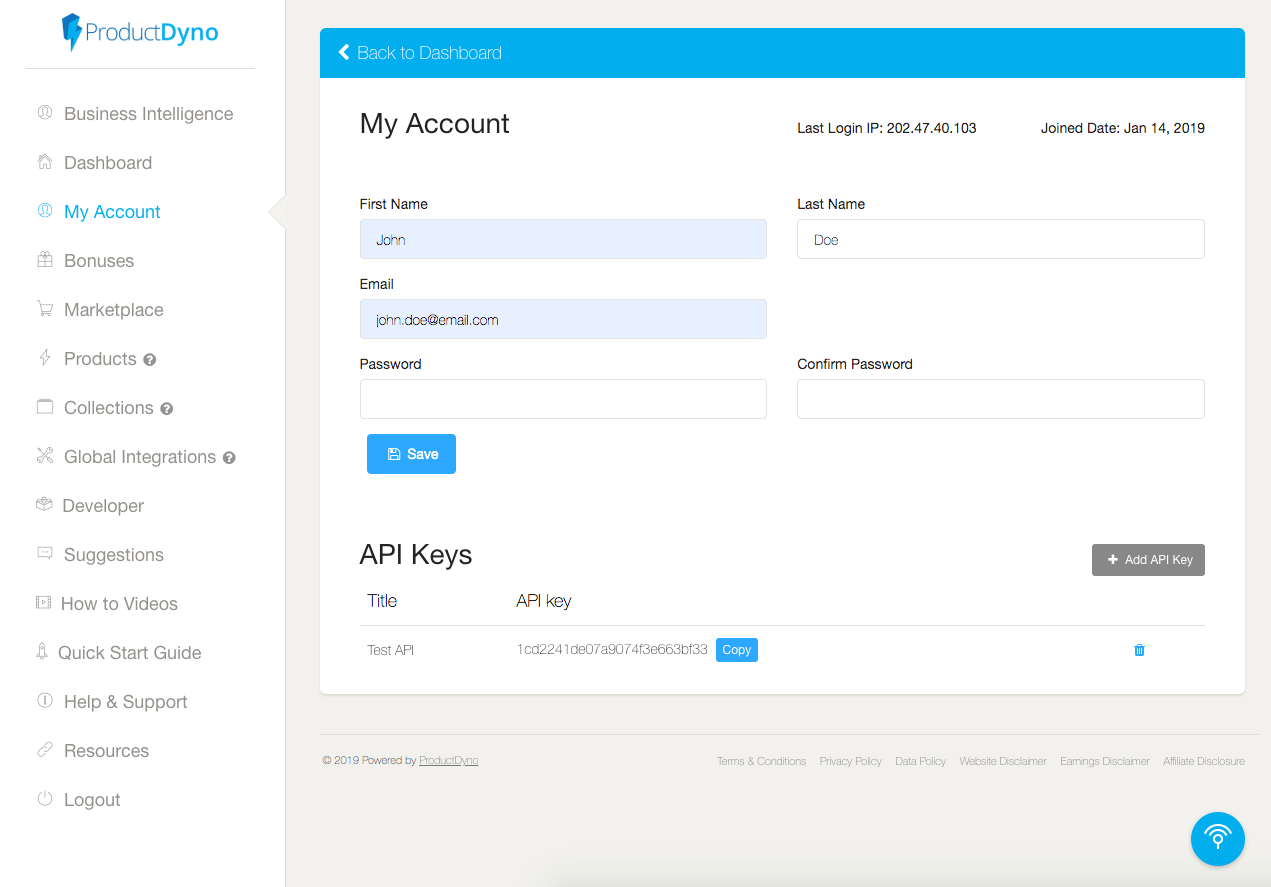 ProductDyno
Business Intelligence
Dashboard
My Account
Bonuses
Marketplace
Products
Collections
Global Integrations
Developer
Suggestions
How to Videos
Quick Start Guide
Help & Support
Resources
Logout
Back to Dashboard
My Account
Last Login IP: 202.47.40.103 Joined Date: Jan 14, 2019
First Name Last Name
John Doe
Email
john.doe@email.com
Password Confirm Password
Save
API Keys
+ Add API Key
Title API key
Test API 1cd2241de07a9074f3e663bf33 Copy
© 2019 Powered by ProductDyno Terms & Conditions Privacy Policy Data Policy Website Disclaimer Earnings Disclaimer Affiliate Disclosure